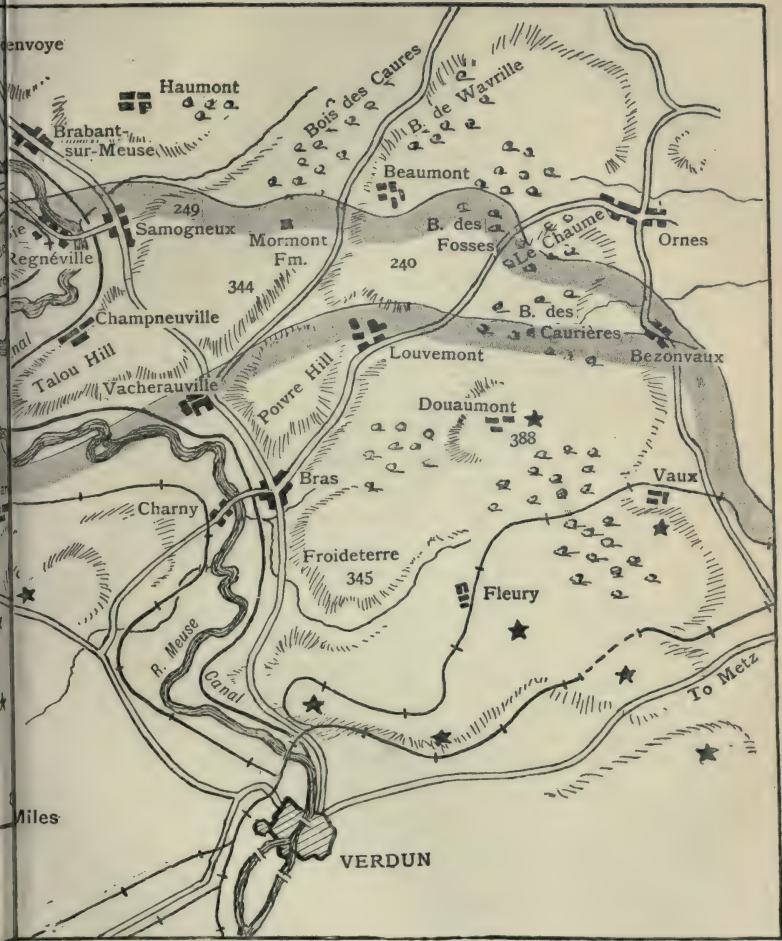 envoye
Haumont
Bois des Caures
B. de Wavrille
Brabant-
sur-Meuse
Beaumont
249
Samogneux
Mormont
Fm.
B. des
Fosses
Le Chaume
Ornes
Regnéville
240
344
Champneuville
B. des
Caurières
Talou Hill
Louvemont
Bezonvaux
Vacherauville
Poivre Hill
Douaumont
388
Vaux
Bras
Charny
Froideterre
345
Fleury
R. Meuse
Canal
To Metz
Miles
VERDUN